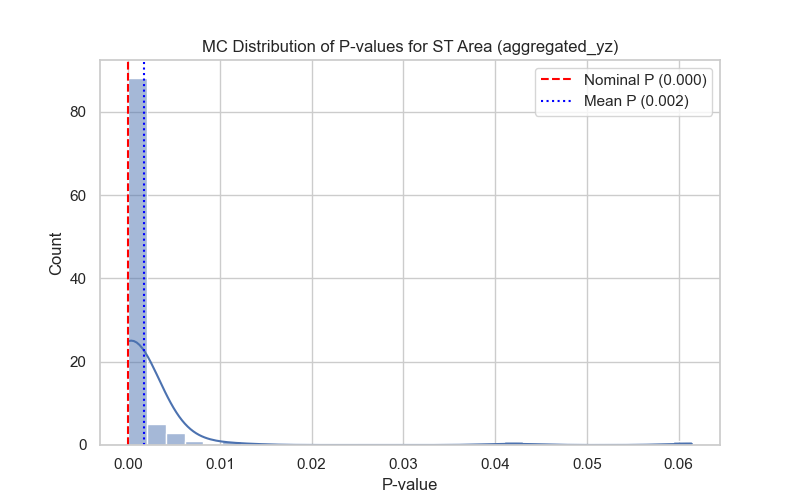 MC Distribution of P-values for ST Area (aggregated_yz)
Nominal P (0.000)
Mean P (0.002)
80
60
40
20
0
Count
0.00 0.01 0.02 0.03 0.04 0.05 0.06
P-value